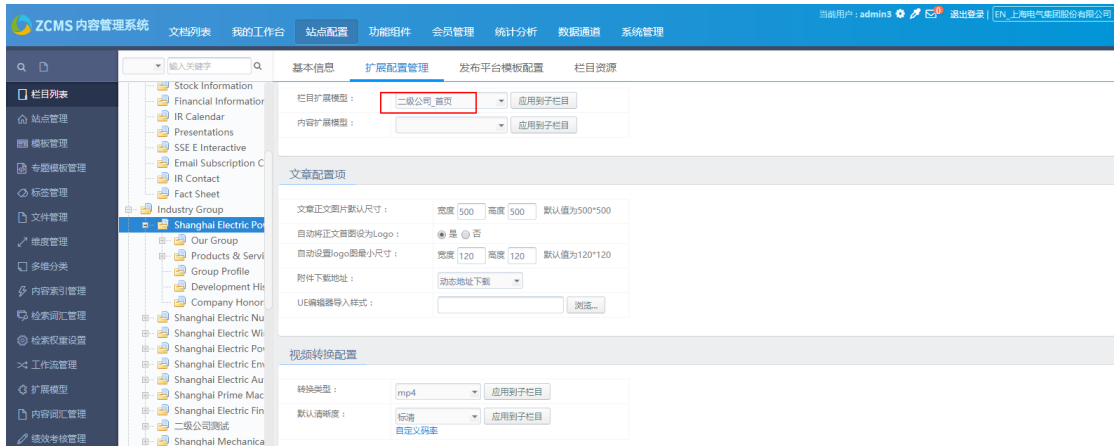 当前用户 : admin3 0 退出登录 | EN_上海电气集团股份有限公司
ZCMS 内容管理系统 文档列表 我的工作台 站点配置 功能组件 会员管理 统计分析 数据通道 系统管理
输入关键字 基本信息 扩展配置管理 发布平台模板配置 栏目资源
栏目列表
站点管理
模板管理
专题模板管理
标签管理
文件管理
维度管理
多维分类
内容索引管理
检索词汇管理
检索权重设置
工作流管理
扩展模型
内容词汇管理
绩效考核管理
Stock Information
Financial Information
IR Calendar
Presentations
SSE E Interactive
Email Subscription C
IR Contact
Fact Sheet
Industry Group
Shanghai Electric Pov
Our Group
Products & Servi
Group Profile
Development His
Company Honor
Shanghai Electric Nu
Shanghai Electric Wi
Shanghai Electric Pov
Shanghai Electric Env
Shanghai Electric Au
Shanghai Prime Mac
Shanghai Electric Fin
二级公司测试
Shanghai Mechanica
栏目扩展模型： 二级公司_首页 应用到子栏目
内容扩展模型： 应用到子栏目
文章配置项
文章正文图片默认尺寸： 宽度 500 高度 500 默认值为500*500
自动将正文首图设为Logo： 是 否
自动设置logo图最小尺寸： 宽度 120 高度 120 默认值为120*120
附件下载地址： 动态地址下载
UE编辑器导入样式： 浏览...
视频转换配置
转换类型： mp4 应用到子栏目
默认清晰度： 标清 应用到子栏目
自定义码率